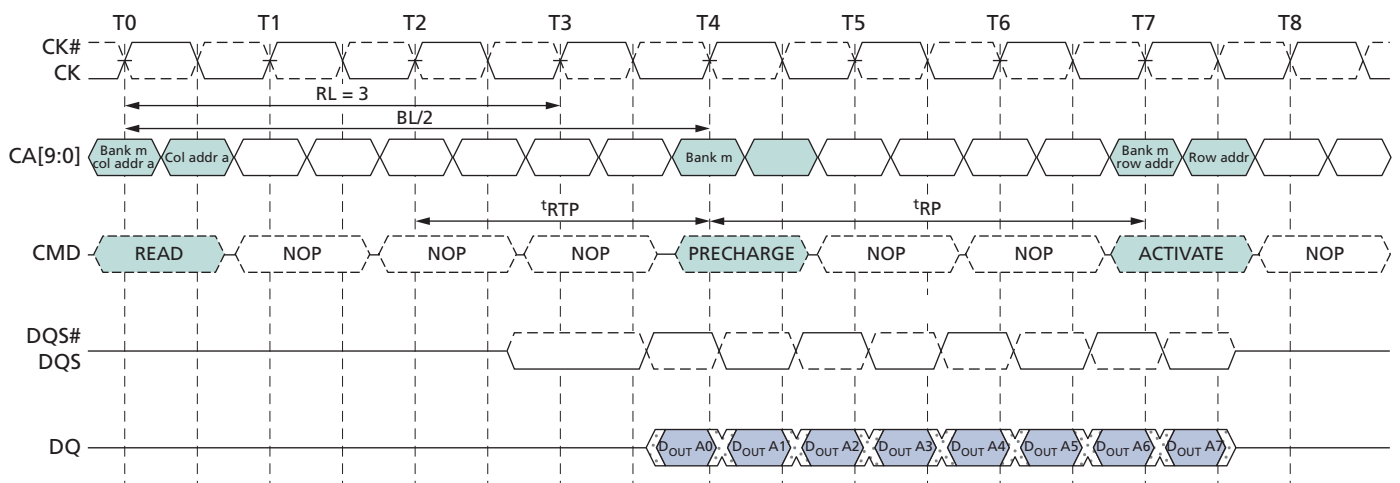 T0 T1 T2 T3 T4 T5 T6 T7 T8
CK#
CK
RL = 3
BL/2
CA[9:0] Bank m col addr a Col addr a Bank m Bank m row addr Row addr
tRTP tRP
CMD READ NOP NOP NOP PRECHARGE NOP NOP ACTIVATE NOP
DQS#
DQS
DQ DOUT A0 DOUT A1 DOUT A2 DOUT A3 DOUT A4 DOUT A5 DOUT A6 DOUT A7